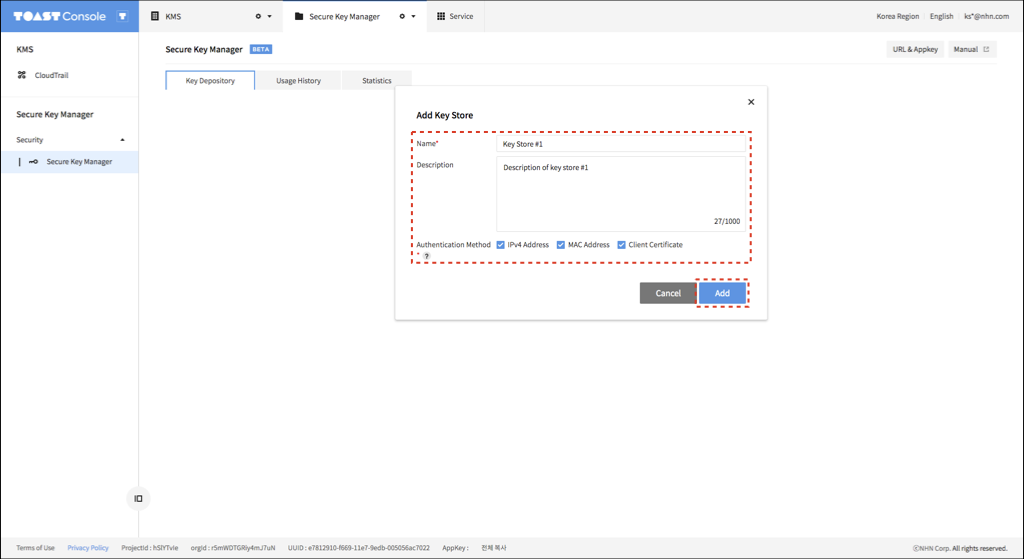 TOAST Console
KMS
Secure Key Manager
Service
Korea Region
English
ks*@nhn.com
KMS
CloudTrail
Secure Key Manager
Security
Secure Key Manager
Secure Key Manager BETA
URL & Appkey
Manual
Key Depository
Usage History
Statistics
Add Key Store
Name*
Key Store #1
Description
Description of key store #1
27/1000
Authentication Method
* ?
IPv4 Address
MAC Address
Client Certificate
Cancel
Add
Terms of Use
Privacy Policy
ProjectId : hSlYTvle
orgId : r5mWDTGRiy4mJ7uN
UUID : e7812910-f669-11e7-9edb-005056ac7022
AppKey :
전체 복사
ⓒNHN Corp. All rights reserved.